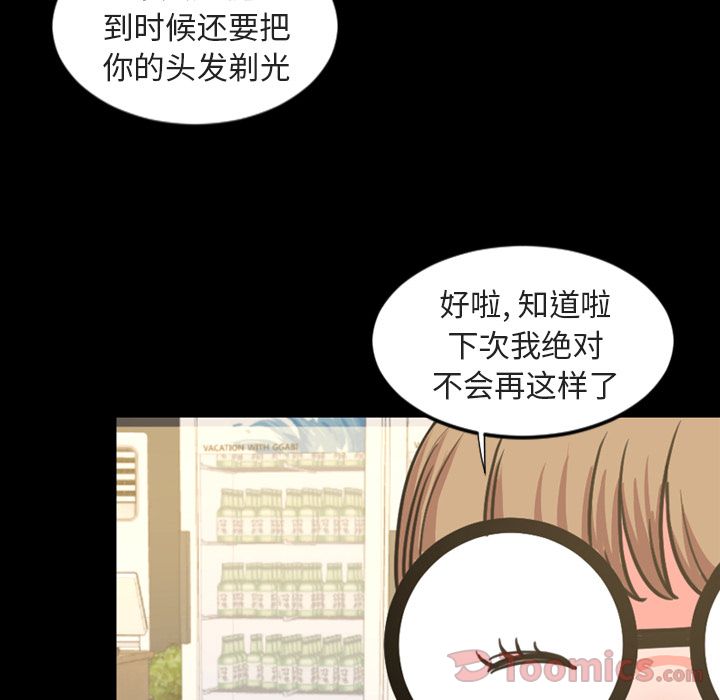 到时候还要把
你的头发剃光
好啦, 知道啦
下次我绝对
不会再这样了
VACATION WITH GGABI
Toomics.com